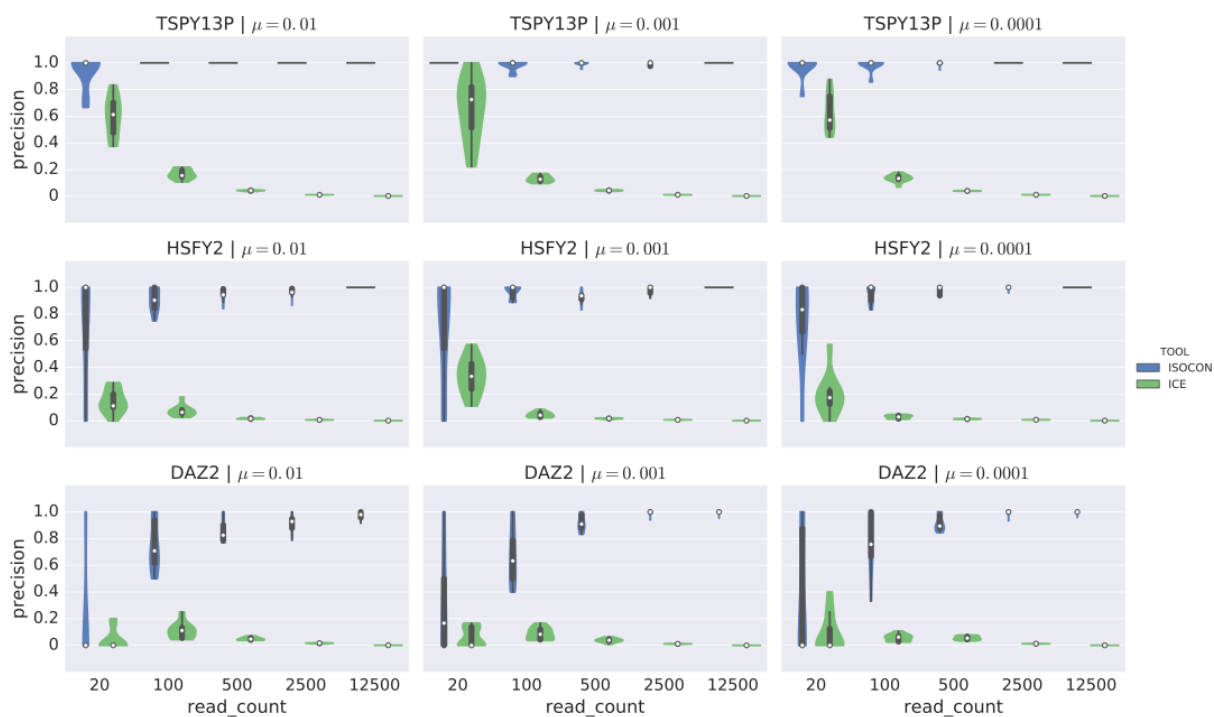 TSPY13P | μ = 0.01 TSPY13P | μ = 0.001 TSPY13P | μ = 0.0001
precision
1.0
0.8
0.6
0.4
0.2
0
HSFY2 | μ = 0.01 HSFY2 | μ = 0.001 HSFY2 | μ = 0.0001
precision
1.0
0.8
0.6
0.4
0.2
0
TOOL
ISOCON
ICE
DAZ2 | μ = 0.01 DAZ2 | μ = 0.001 DAZ2 | μ = 0.0001
precision
1.0
0.8
0.6
0.4
0.2
0
20 100 500 2500 12500 20 100 500 2500 12500 20 100 500 2500 12500
read_count read_count read_count